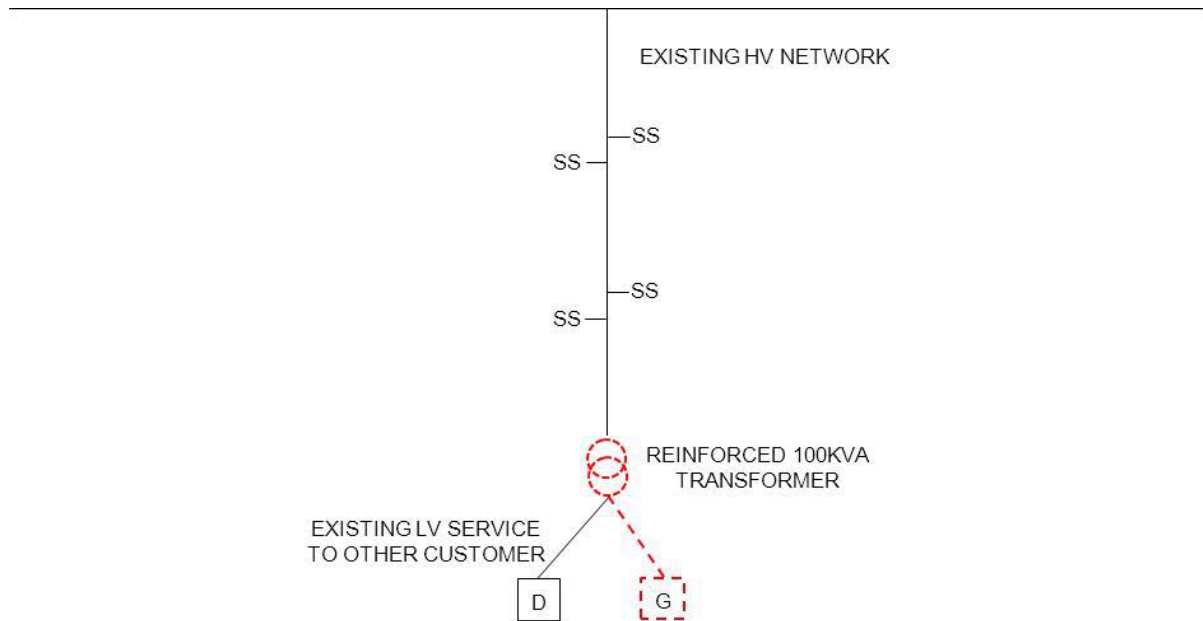 EXISTING HV NETWORK
SS
SS
SS
SS
REINFORCED 100KVA
TRANSFORMER
EXISTING LV SERVICE
TO OTHER CUSTOMER
D
G